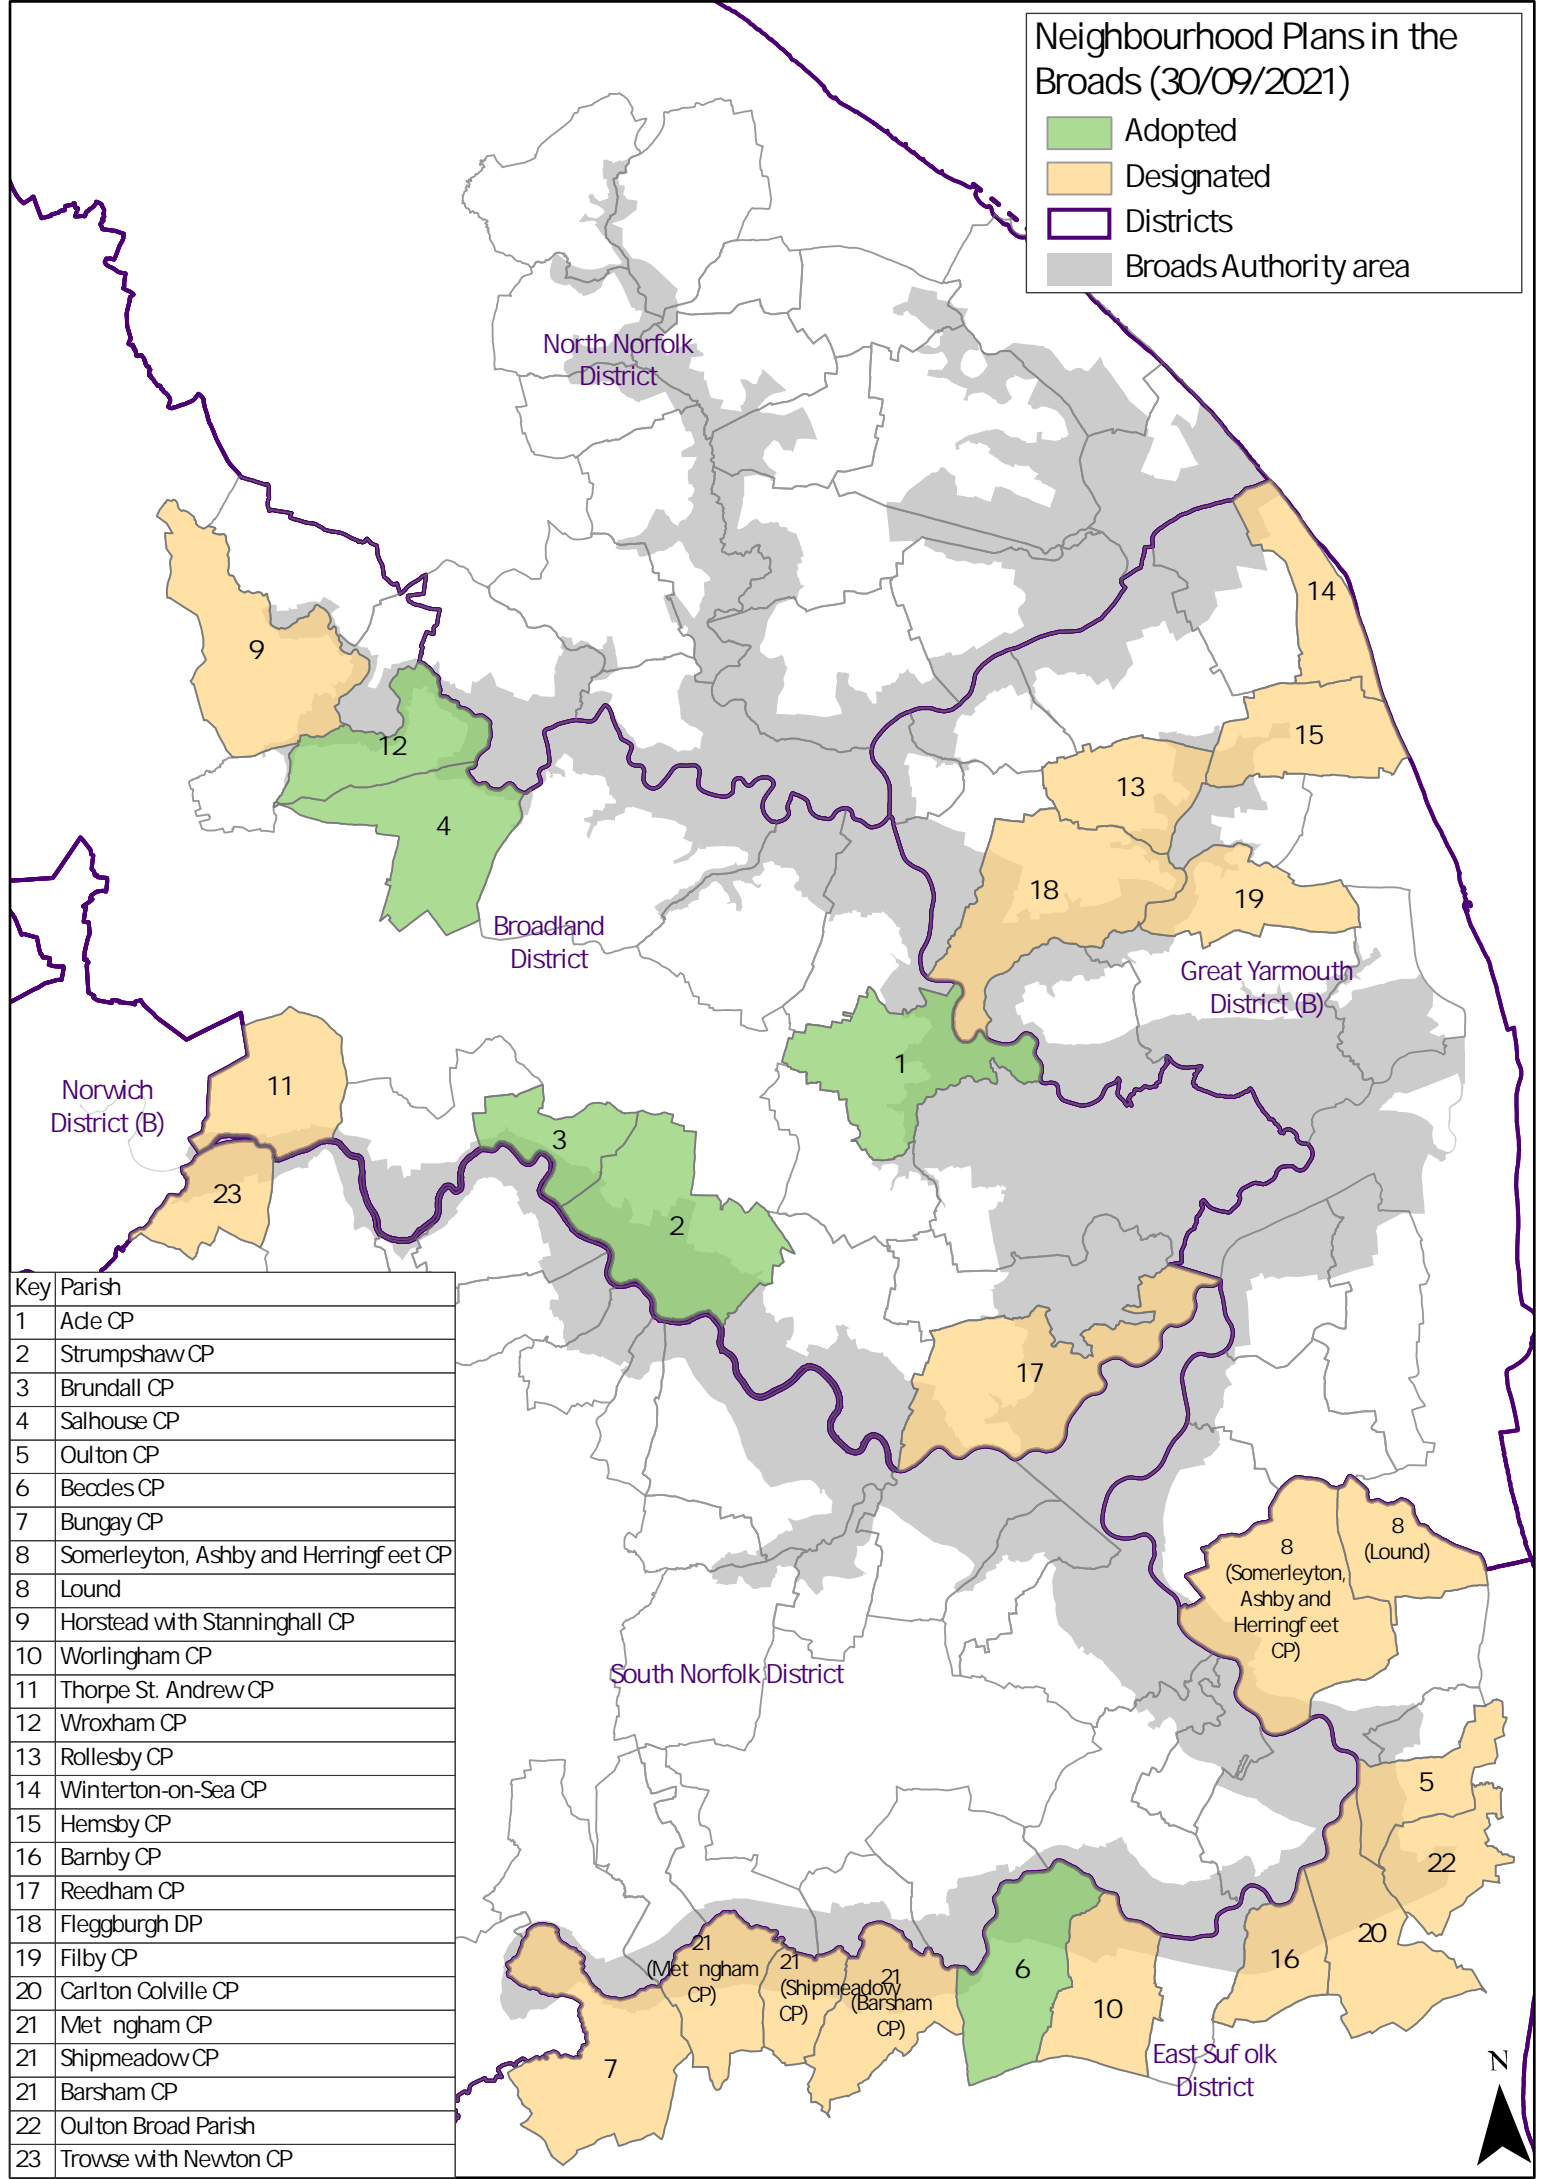 Neighbourhood Plans in the
Broads (30/09/2021)
Adopted
Designated
Districts
Broads Authority area
North Norfolk
District
14
9
15
12
13
4
18
19
Broadland
District
Great Yarmouth
District (B)
1
11
Norwich
District (B)
3
23
2
17
8
(Lound)
8
(Somerleyton,
Ashby and
Herringf eet
CP)
South Norfolk District
5
22
20
21
(Met ngham
CP)
21
(Shipmeadow
CP)
21
(Barsham
CP)
6
16
10
7
East Suf olk
District
N
Key Parish
1 Acle CP
2 Strumpshaw CP
3 Brundall CP
4 Salhouse CP
5 Oulton CP
6 Beccles CP
7 Bungay CP
8 Somerleyton, Ashby and Herringf eet CP
8 Lound
9 Horstead with Stanninghall CP
10 Worlingham CP
11 Thorpe St. Andrew CP
12 Wroxham CP
13 Rollesby CP
14 Winterton-on-Sea CP
15 Hemsby CP
16 Barnby CP
17 Reedham CP
18 Fleggburgh DP
19 Filby CP
20 Carlton Colville CP
21 Met ngham CP
21 Shipmeadow CP
21 Barsham CP
22 Oulton Broad Parish
23 Trowse with Newton CP